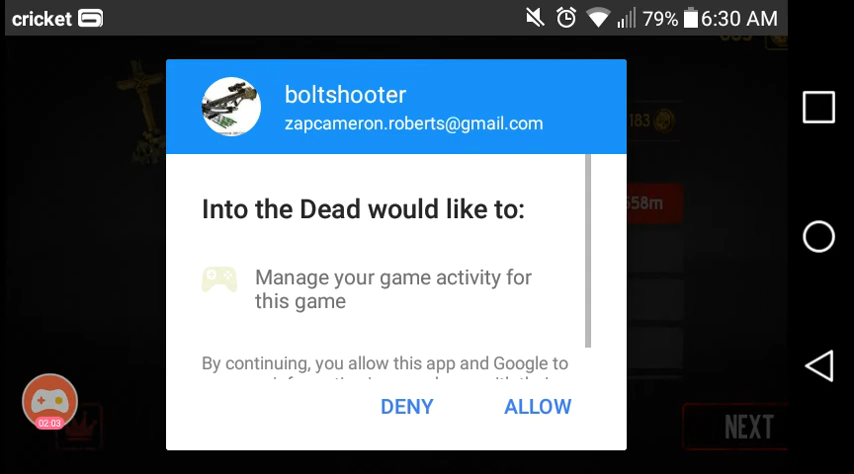 cricket 79% 6:30 AM
boltshooter
zapcameron.roberts@gmail.com
183
Into the Dead would like to:
58m
Manage your game activity for
this game
By continuing, you allow this app and Google to
02:03
DENY ALLOW
NEXT